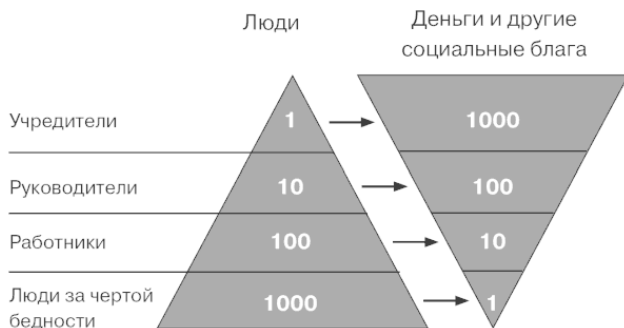 Люди
Деньги и другие
социальные блага
Учредители 1 1000
Руководители 10 100
Работники 100 10
Люди за чертой
бедности 1000 1